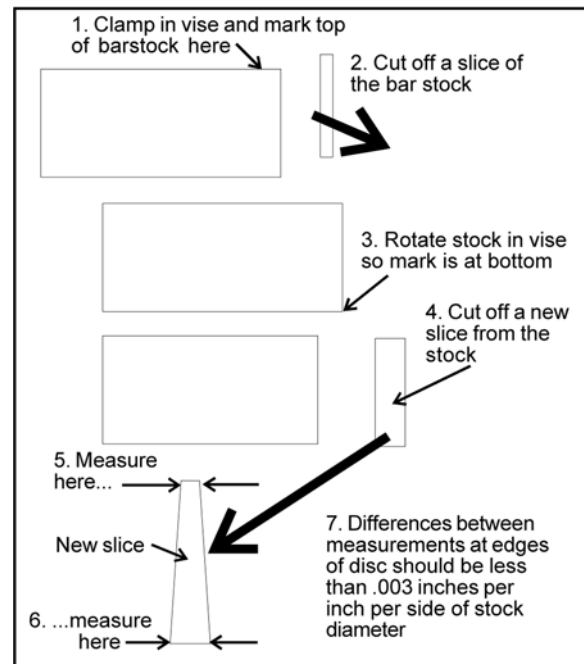 1. Clamp in vise and mark top
of barstock here
2. Cut off a slice of
the bar stock
3. Rotate stock in vise
so mark is at bottom
4. Cut off a new
slice from the
stock
5. Measure
here...
New slice
6. ...measure
here
7. Differences between
measurements at edges
of disc should be less
than .003 inches per
inch per side of stock
diameter